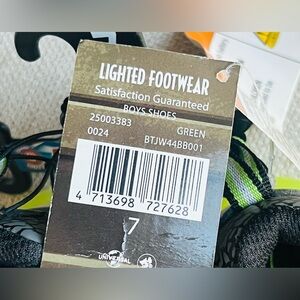 LIGHTED FOOTWEAR
Satisfaction Guaranteed
BOYS SHOES
25003383 GREEN
0024 BTJW44BB001
4 713698 727628
7
UNIVERSAL